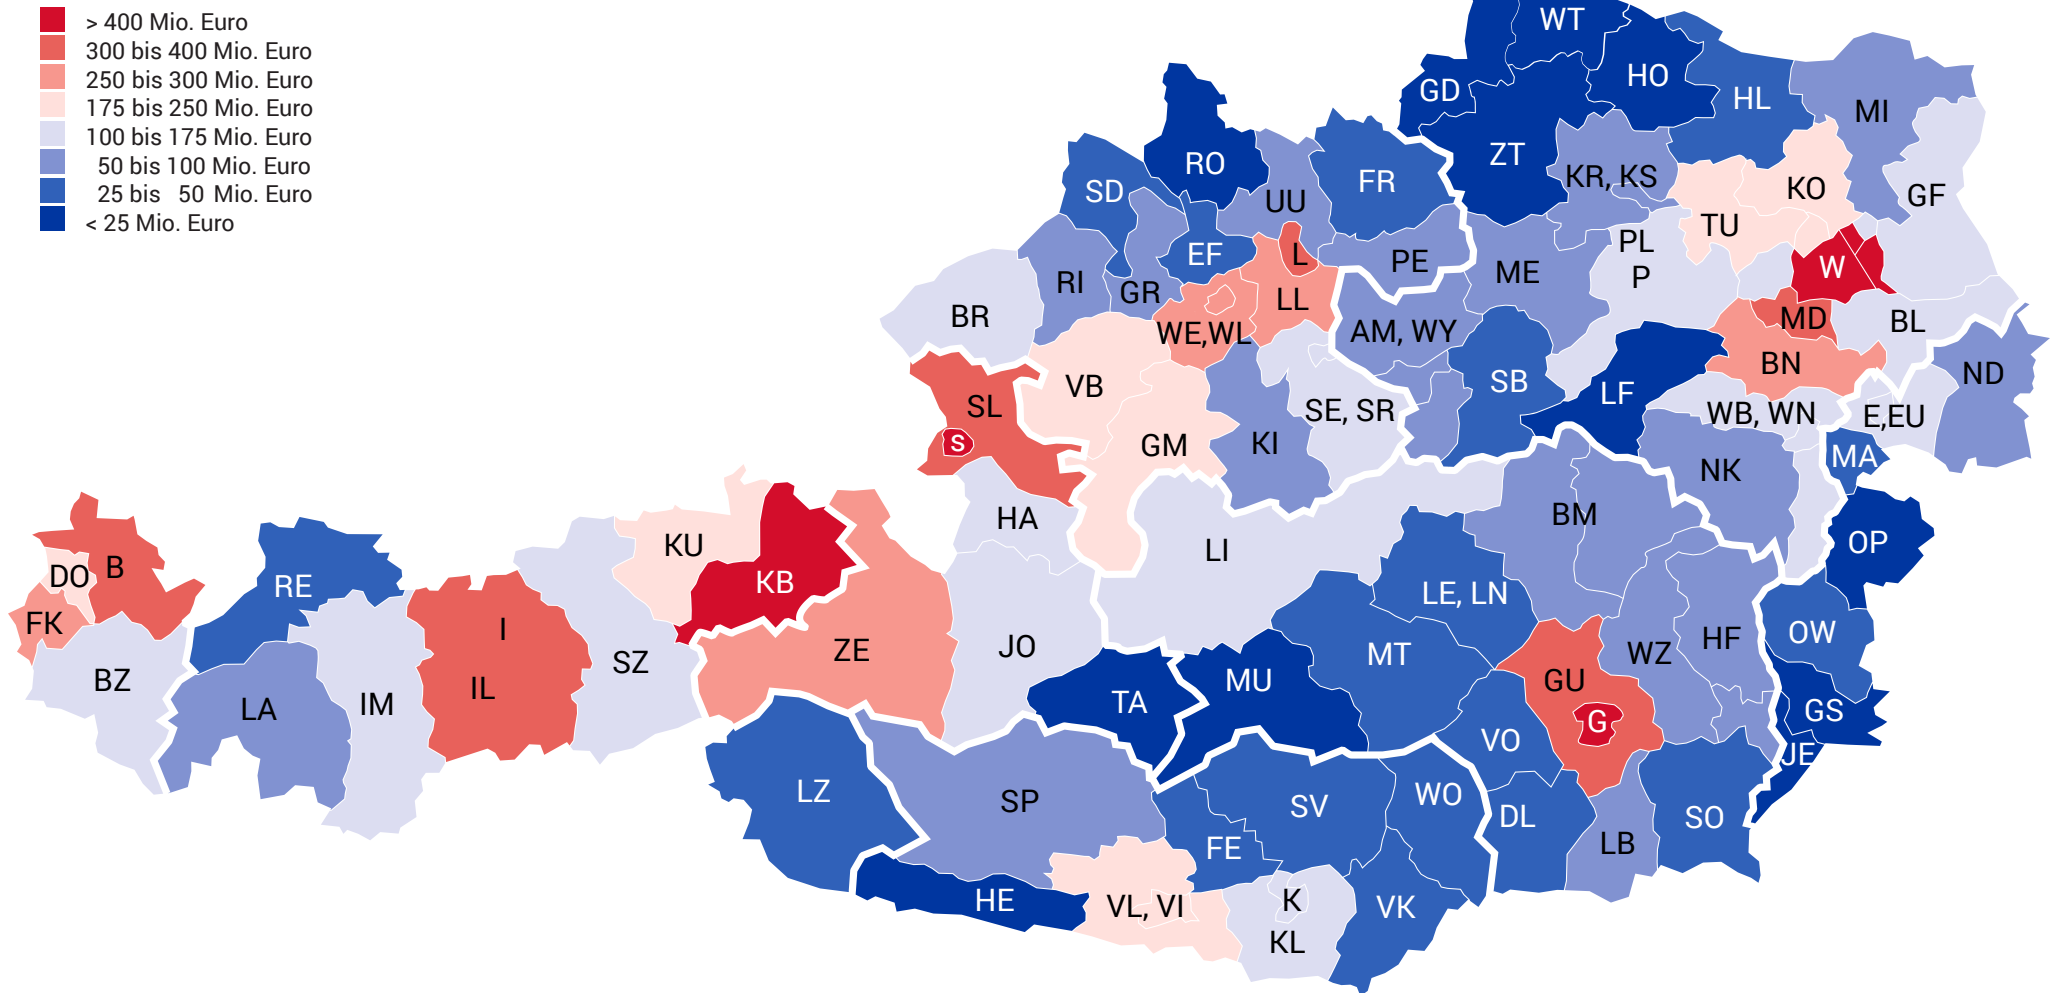 > 400 Mio. Euro
300 bis 400 Mio. Euro
250 bis 300 Mio. Euro
175 bis 250 Mio. Euro
100 bis 175 Mio. Euro
50 bis 100 Mio. Euro
25 bis 50 Mio. Euro
< 25 Mio. Euro
WT
HO
GD
HL
MI
ZT
RO
KR, KS
FR
SD
KO
GF
UU
TU
PL
P
L
EF
PE
W
ME
RI
GR
LL
MD
BL
BR
WE,WL
AM, WY
BN
ND
VB
SB
LF
SL
SE, SR
WB, WN
E,EU
S
GM
KI
MA
NK
HA
BM
LI
OP
KU
B
DO
KB
RE
LE, LN
FK
I
OW
HF
JO
ZE
WZ
MT
SZ
BZ
MU
GU
IL
TA
IM
LA
GS
G
VO
JE
LZ
WO
SP
SV
DL
SO
LB
FE
HE
K
VL, VI
VK
KL